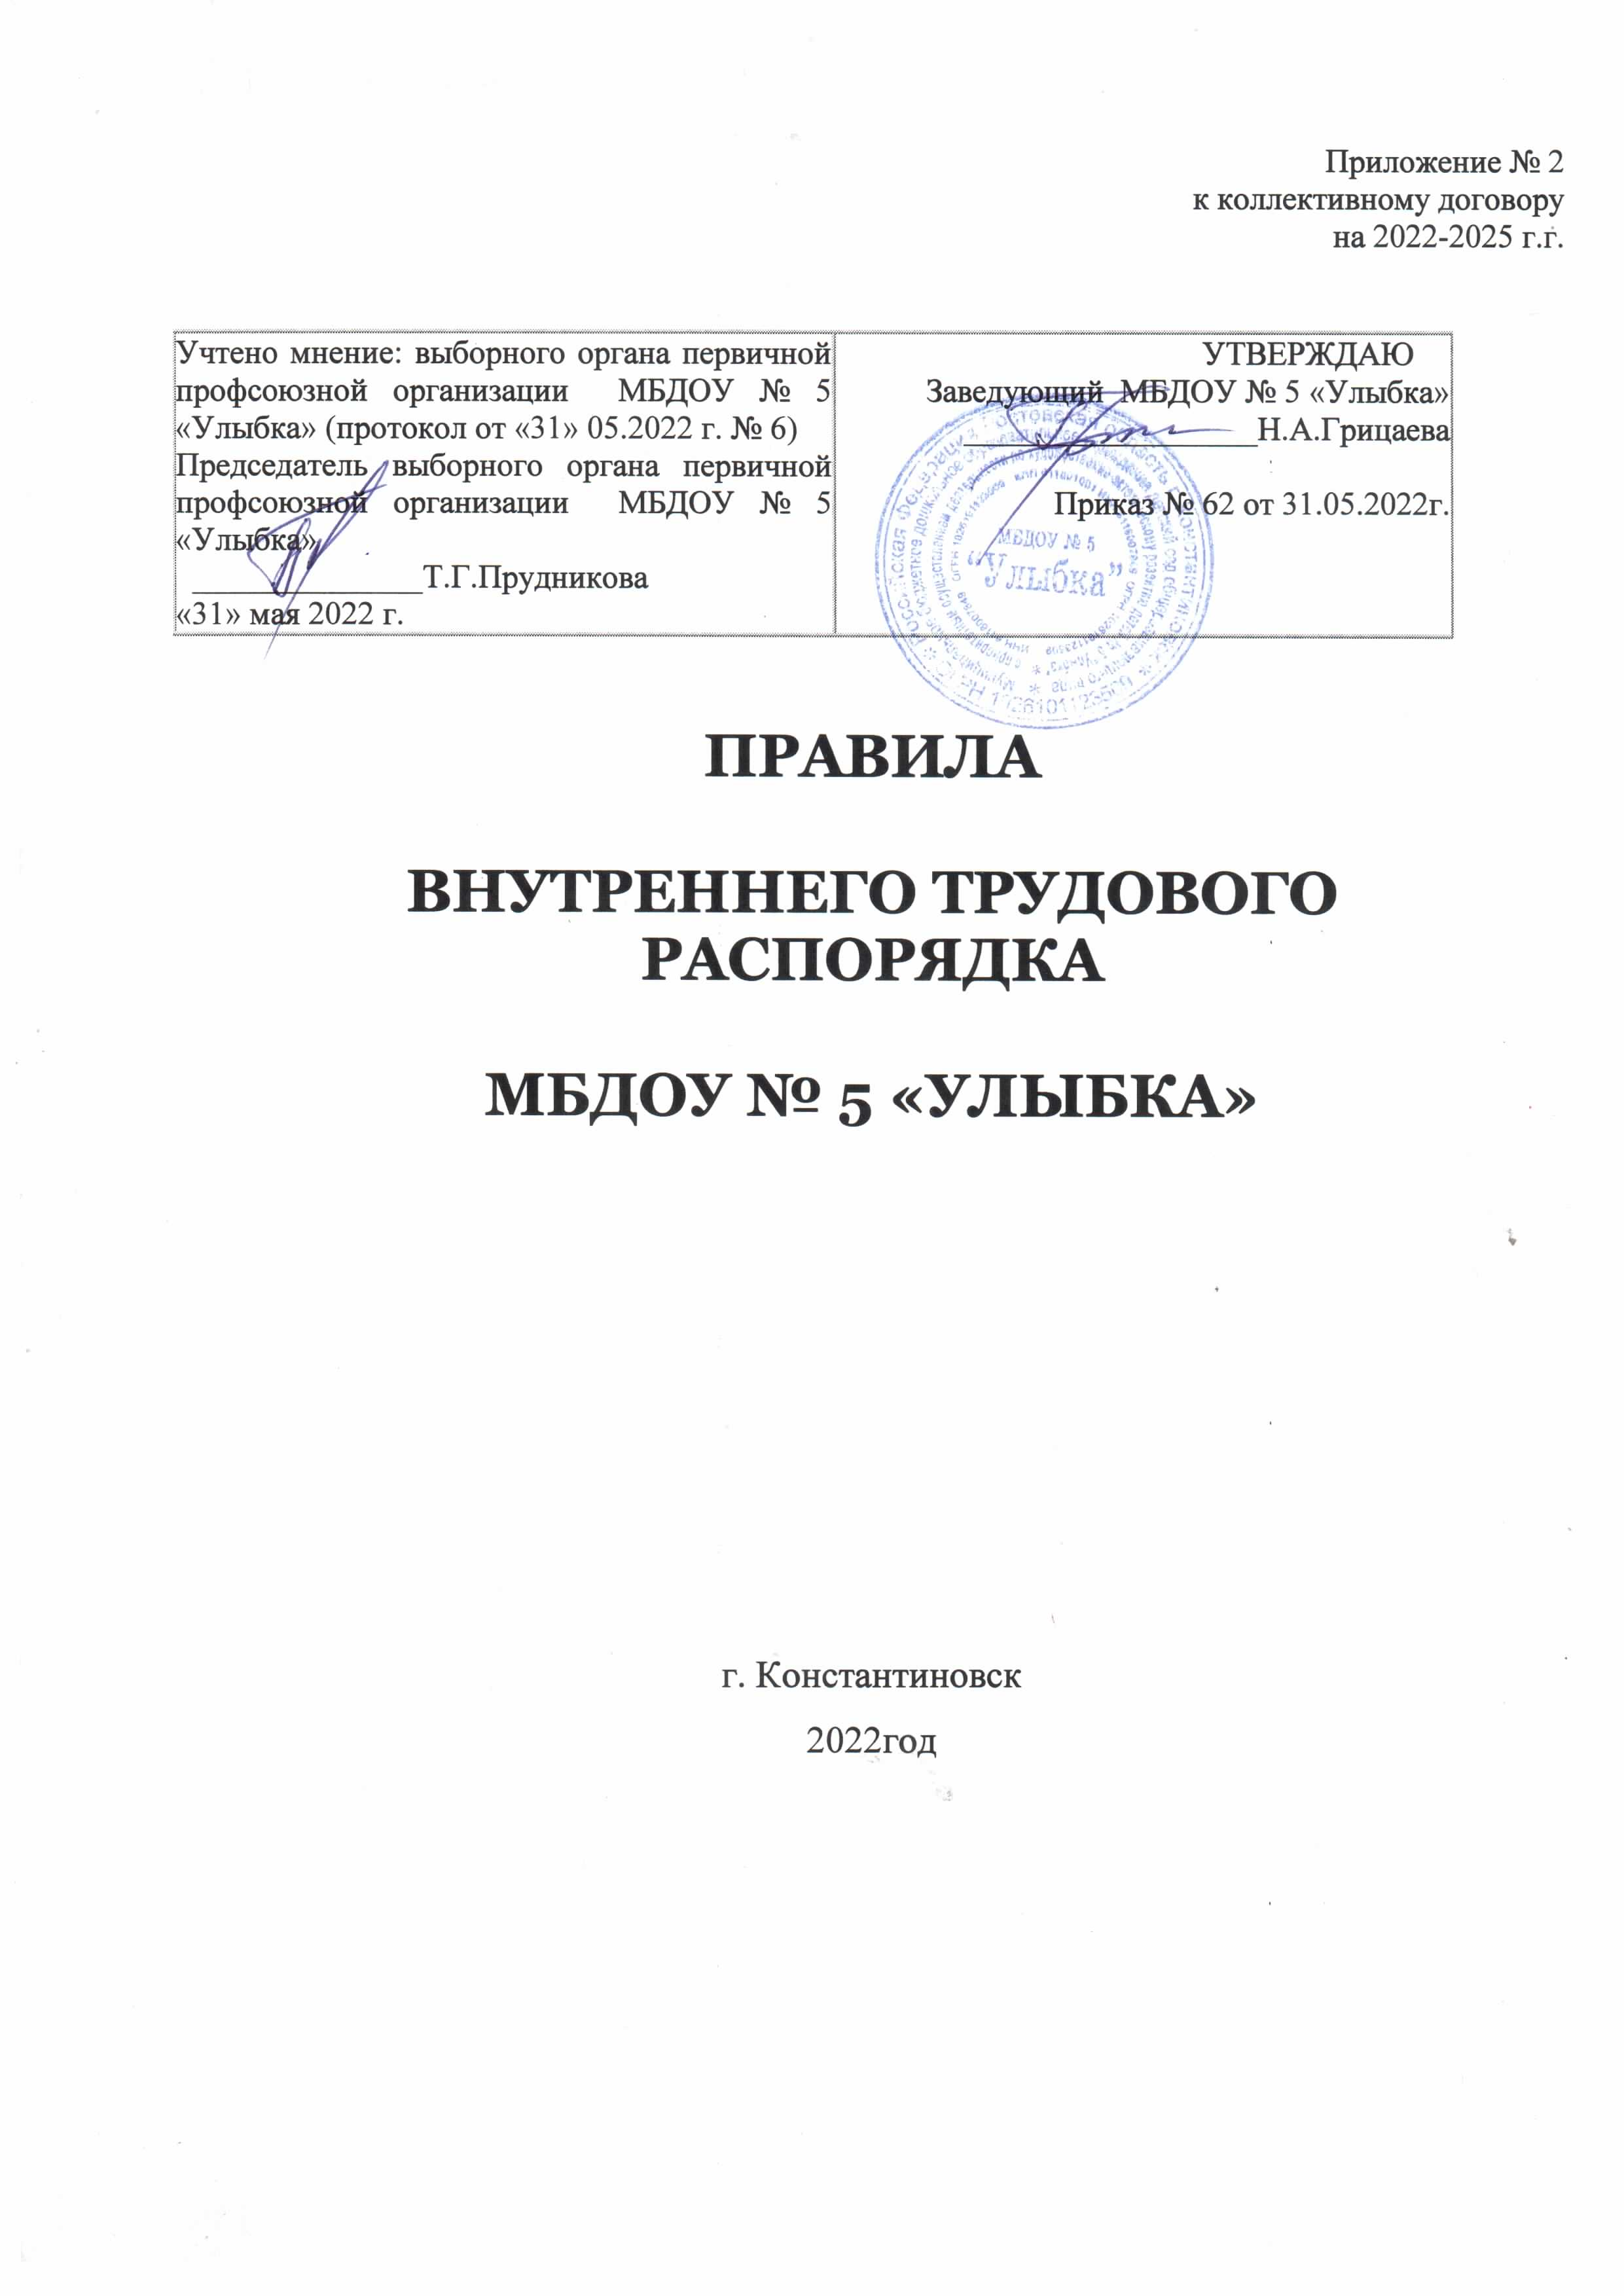 Приложение № 2
к коллективному договору
на 2022-2025 г.г.
Учтено мнение: выборного органа первичной
профсоюзной организации МБДОУ № 5
«Улыбка» (протокол от «31» 05.2022 г. № 6)
Председатель выборного органа первичной
профсоюзной организации МБДОУ № 5
«Улыбка»
________________Т.Г.Прудникова
«31» мая 2022 г.
УТВЕРЖДАЮ
Заведующий МБДОУ № 5 «Улыбка»
____________________Н.А.Грицаева
Приказ № 62 от 31.05.2022г.
МБДОУ № 5
“Улыбка”
ПРАВИЛА
ВНУТРЕННЕГО ТРУДОВОГО
РАСПОРЯДКА
МБДОУ № 5 «УЛЫБКА»
г. Константиновск
2022год